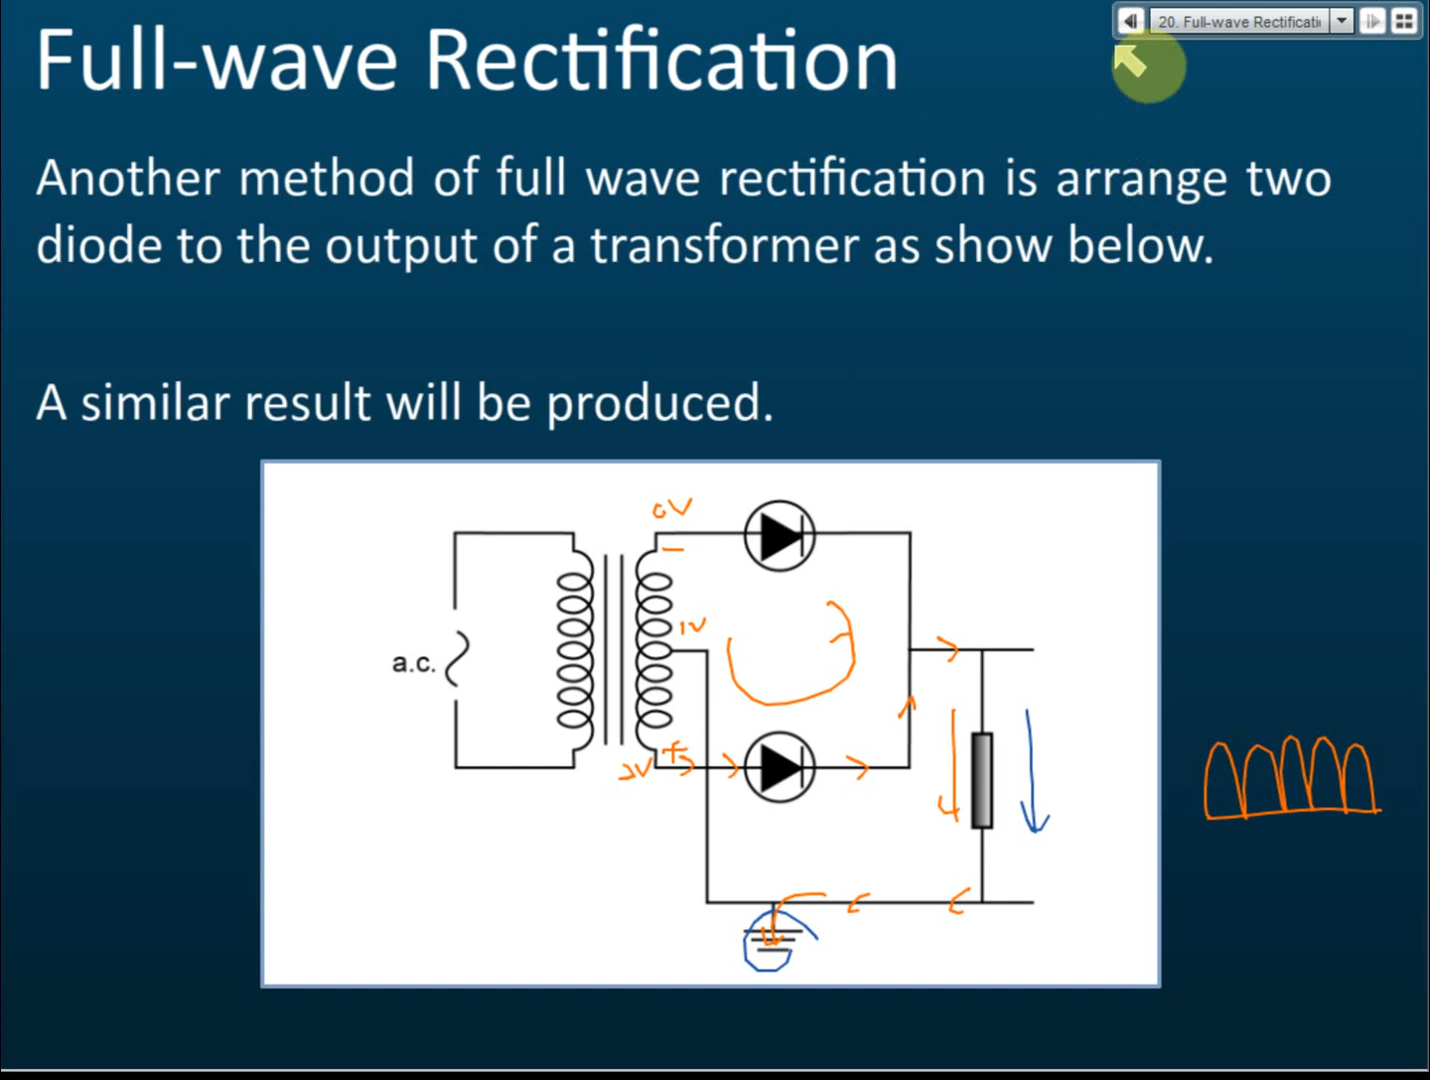 20. Full-wave Rectificati
Full-wave Rectification
Another method of full wave rectification is arrange two
diode to the output of a transformer as show below.
A similar result will be produced.
0V
-
1V
a.c.
2V +